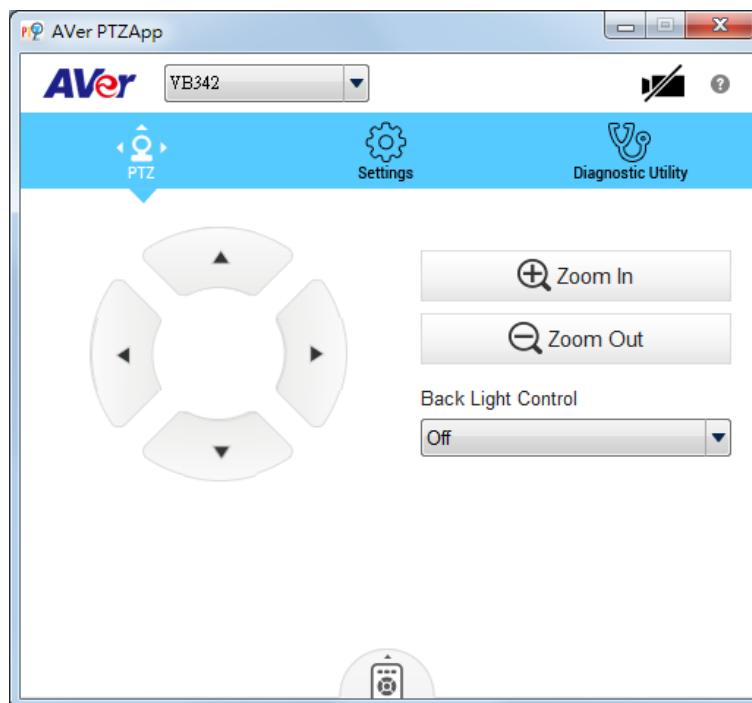 AVer PTZApp
AVer VB342 ?
PTZ Settings Diagnostic Utility
Zoom In
Zoom Out
Back Light Control
Off